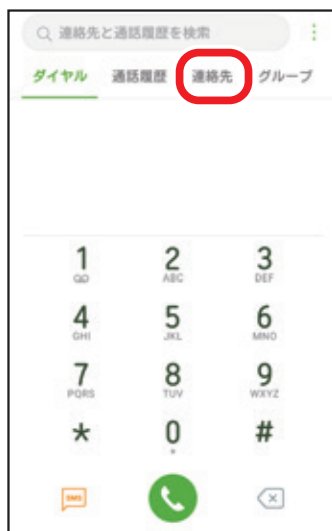 連絡先と通話履歴を検索
ダイヤル 通話履歴 連絡先 グループ
1 2 3
ABC DEF
4 5 6
GHI JKL MNO
7 8 9
PQRS TUV WXYZ
* 0 #
+
SMS